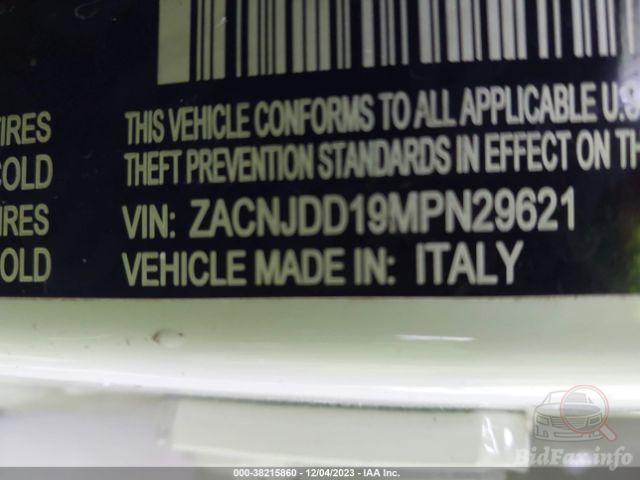 THIS VEHICLE CONFORMS TO ALL APPLICABLE U.S
THEFT PREVENTION STANDARDS IN EFFECT ON TH
IRES
COLD
VIN: ZACNJDD19MPN29621
IRES
VEHICLE MADE IN: ITALY
OLD
BidFax.info
000-38215860 - 12/04/2023 - IAA Inc.